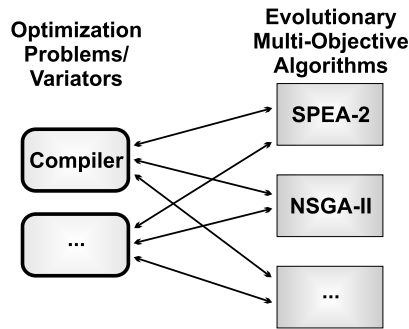 Optimization
Problems/
Variators
Evolutionary
Multi-Objective
Algorithms
Compiler
...
SPEA-2
NSGA-II
...